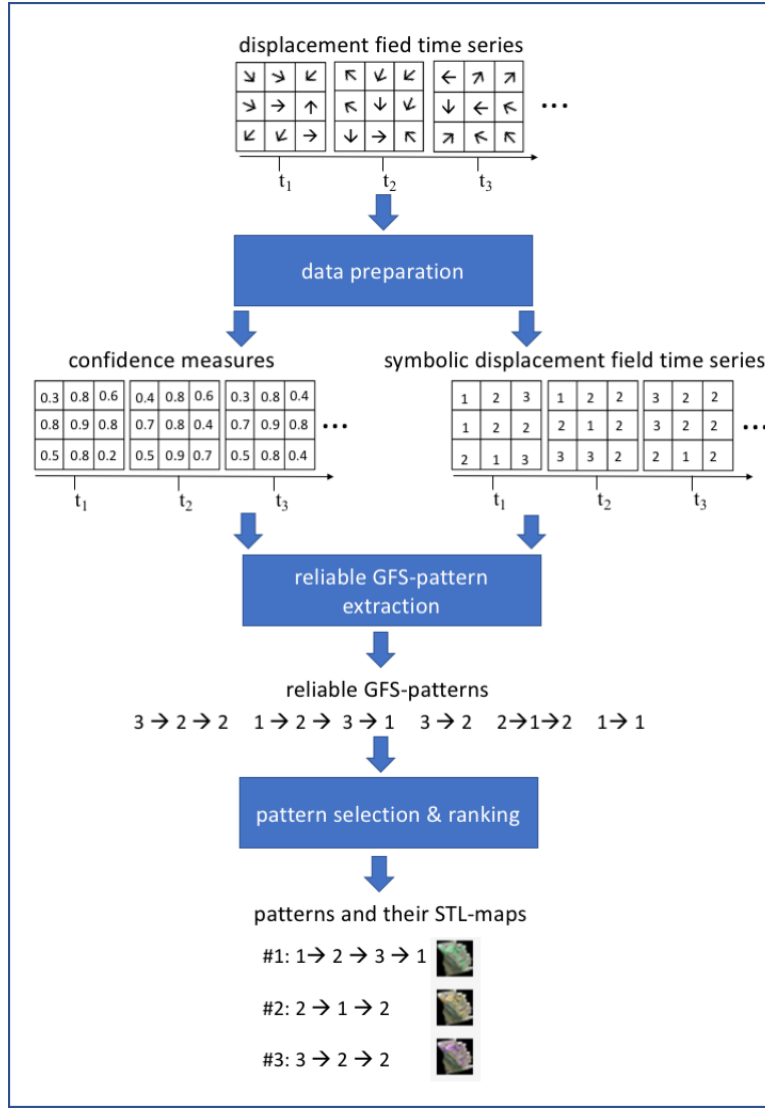 displacement fied time series
t1 t2 t3
...
data preparation
confidence measures
symbolic displacement field time series
0.3 0.8 0.6 0.4 0.8 0.6 0.3 0.8 0.4
0.8 0.9 0.8 0.7 0.8 0.4 0.7 0.9 0.8 ...
0.5 0.8 0.2 0.5 0.9 0.7 0.5 0.8 0.4
t1 t2 t3
1 2 3 1 2 2 3 2 2
1 2 2 2 1 2 3 2 2 ...
2 1 3 3 3 2 2 1 2
t1 t2 t3
reliable GFS-pattern
extraction
reliable GFS-patterns
3 → 2 → 2 1 → 2 → 3 → 1 3 → 2 2→1→2 1→ 1
pattern selection & ranking
patterns and their STL-maps
#1: 1→ 2 → 3 → 1
#2: 2 → 1 → 2
#3: 3 → 2 → 2